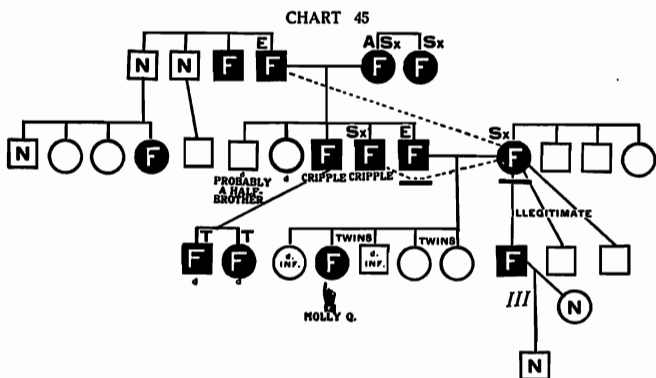 CHART 45
E A Sx Sx
N N F F F F
Sx E Sx
N F F F F F
d d
PROBABLY A HALF- BROTHER
CRIPPLE CRIPPLE
ILLEGITIMATE
T T TWINS TWINS
F F d. INF. F d. INF. F
d d
III N
MOLLY Q.
N